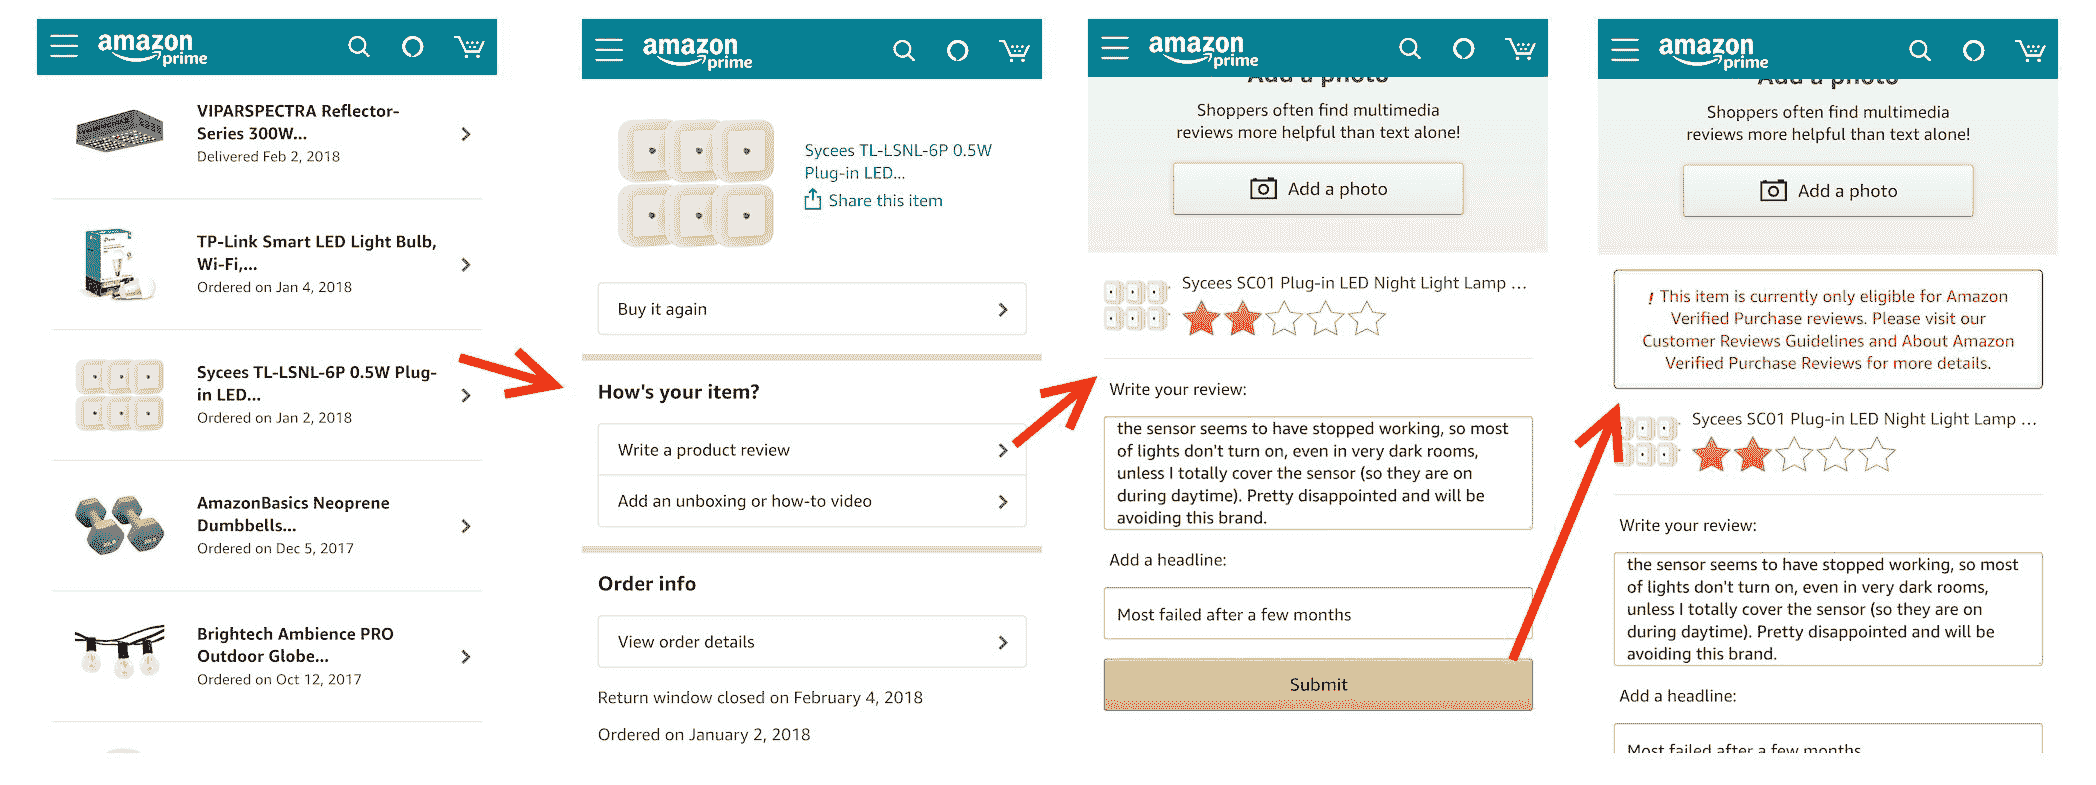 amazon
prime
VIPARSPECTRA Reflector-
Series 300W...
Delivered Feb 2, 2018
TP-Link Smart LED Light Bulb,
Wi-Fi,...
Ordered on Jan 4, 2018
Sycees TL-LSNL-6P 0.5W Plug-
in LED...
Ordered on Jan 2, 2018
AmazonBasics Neoprene
Dumbbells...
Ordered on Dec 5, 2017
Brightech Ambience PRO
Outdoor Globe...
Ordered on Oct 12, 2017
amazon
prime
Sycees TL-LSNL-6P 0.5W
Plug-in LED...
Share this item
Buy it again
How's your item?
Write a product review
Add an unboxing or how-to video
Order info
View order details
Return window closed on February 4, 2018
Ordered on January 2, 2018
amazon
prime
Add a photo
Shoppers often find multimedia
reviews more helpful than text alone!
Add a photo
Sycees SC01 Plug-in LED Night Light Lamp ...
Write your review:
the sensor seems to have stopped working, so most
of lights don't turn on, even in very dark rooms,
unless I totally cover the sensor (so they are on
during daytime). Pretty disappointed and will be
avoiding this brand.
Add a headline:
Most failed after a few months
Submit
amazon
prime
Add a photo
Shoppers often find multimedia
reviews more helpful than text alone!
Add a photo
! This item is currently only eligible for Amazon
Verified Purchase reviews. Please visit our
Customer Reviews Guidelines and About Amazon
Verified Purchase Reviews for more details.
Sycees SC01 Plug-in LED Night Light Lamp ...
Write your review:
the sensor seems to have stopped working, so most
of lights don't turn on, even in very dark rooms,
unless I totally cover the sensor (so they are on
during daytime). Pretty disappointed and will be
avoiding this brand.
Add a headline:
Most failed after a few months